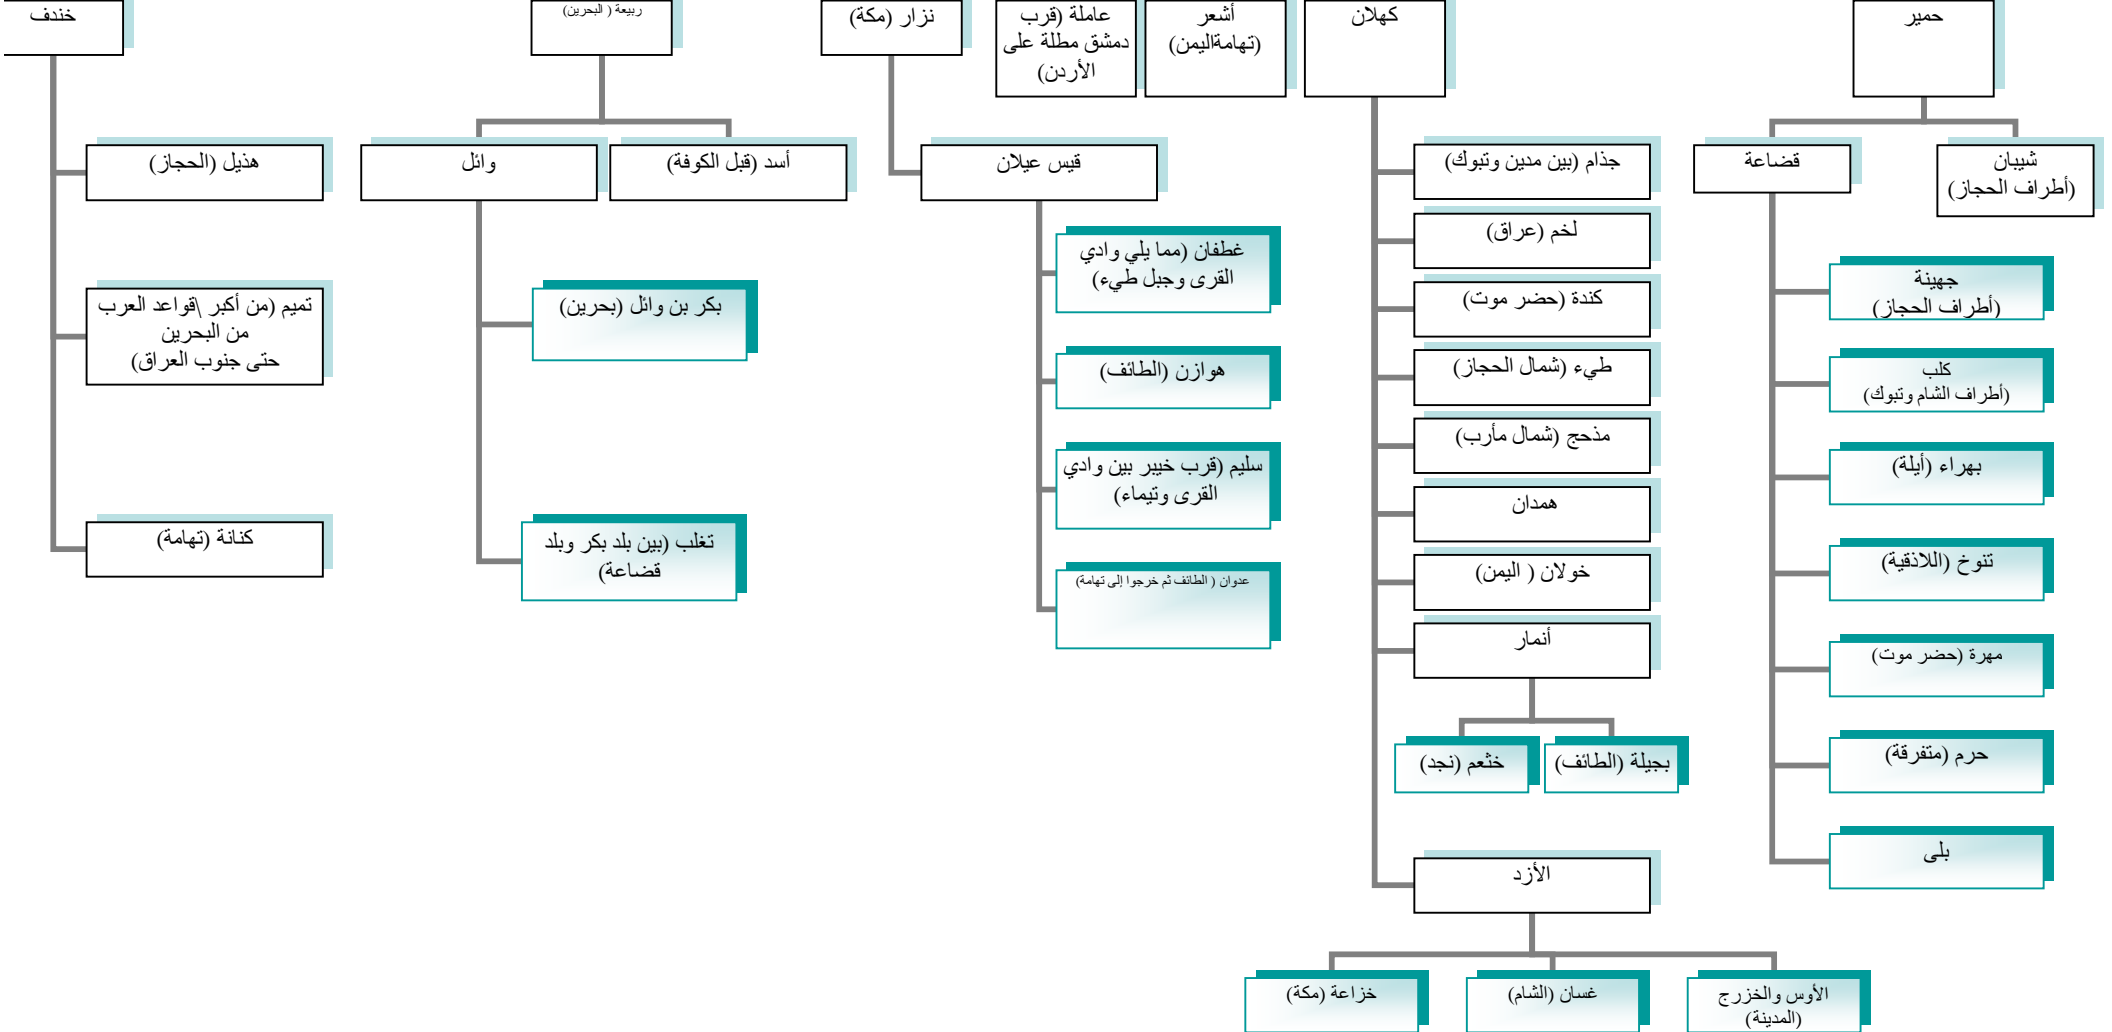 حمير
كهلان
أشعر
(تهامةاليمن)
عاملة (قرب
دمشق مطلة على
الأردن)
نزار (مكة)
ربيعة ( البحرين)
خندف
شيبان
(أطراف الحجاز)
قضاعة
جهينة
(أطراف الحجاز)
كلب
(أطراف الشام وتبوك)
بهراء (أيلة)
تنوخ (اللاذقية)
مهرة (حضر موت)
حرم (متفرقة)
بلى
جذام (بين مدين وتبوك)
لخم (عراق)
كندة (حضر موت)
طيء (شمال الحجاز)
مذحج (شمال مأرب)
همدان
خولان ( اليمن)
أنمار
بجيلة (الطائف)
خثعم (نجد)
الأزد
الأوس والخزرج
(المدينة)
غسان (الشام)
خزاعة (مكة)
قيس عيلان
غطفان (مما يلي وادي
القرى وجبل طيء)
هوازن (الطائف)
سليم (قرب خيبر بين وادي
القرى وتيماء)
عدوان ( الطائف ثم خرجوا إلى تهامة)
أسد (قبل الكوفة)
وائل
بكر بن وائل (بحرين)
تغلب (بين بلد بكر وبلد
قضاعة)
هذيل (الحجاز)
تميم (من أكبر \قواعد العرب
من البحرين
حتى جنوب العراق)
كنانة (تهامة)